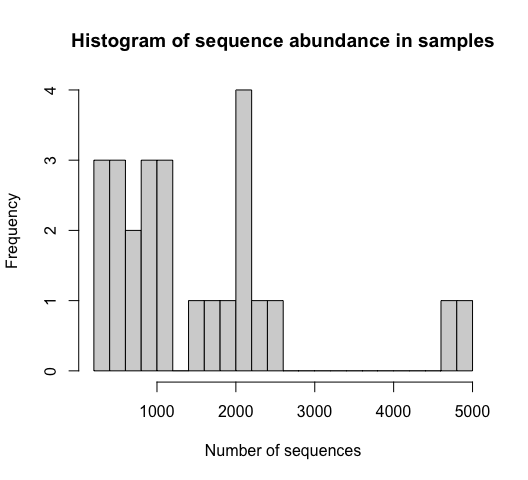 Histogram of sequence abundance in samples
Frequency
4
3
2
1
0
1000 2000 3000 4000 5000
Number of sequences